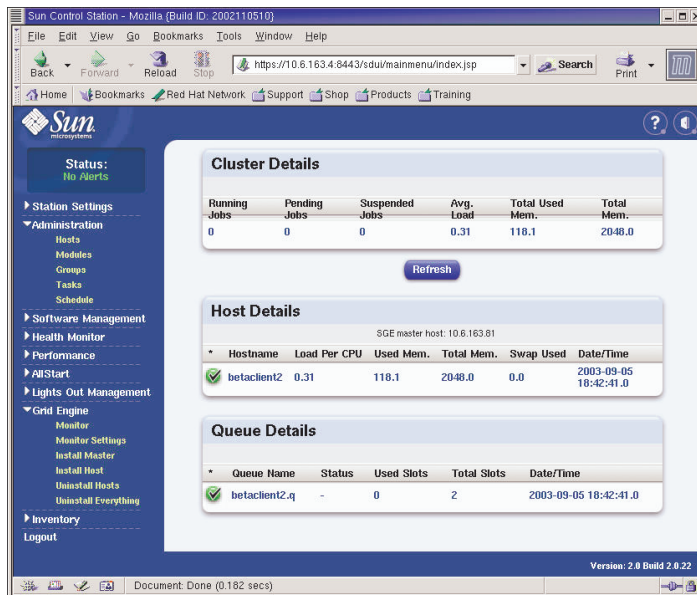 Sun Control Station - Mozilla {Build ID: 2002110510}
File Edit View Go Bookmarks Tools Window Help
Back Forward Reload Stop https://10.6.163.4:8443/sdui/mainmenu/index.jsp Search Print
Home Bookmarks Red Hat Network Support Shop Products Training
Sun
microsystems
Status:
No Alerts
Station Settings
Administration
Hosts
Modules
Groups
Tasks
Schedule
Software Management
Health Monitor
Performance
AllStart
Lights Out Management
Grid Engine
Monitor
Monitor Settings
Install Master
Install Host
Uninstall Hosts
Uninstall Everything
Inventory
Logout
Cluster Details
Running Jobs Pending Jobs Suspended Jobs Avg. Load Total Used Mem. Total Mem.
0 0 0 0.31 118.1 2048.0
Refresh
Host Details
SGE master host: 10.6.163.81
* Hostname Load Per CPU Used Mem. Total Mem. Swap Used Date/Time
betaclient2 0.31 118.1 2048.0 0.0 2003-09-05 18:42:41.0
Queue Details
* Queue Name Status Used Slots Total Slots Date/Time
betaclient2.q - 0 2 2003-09-05 18:42:41.0
Version: 2.0 Build 2.0.22
Document: Done (0.182 secs)